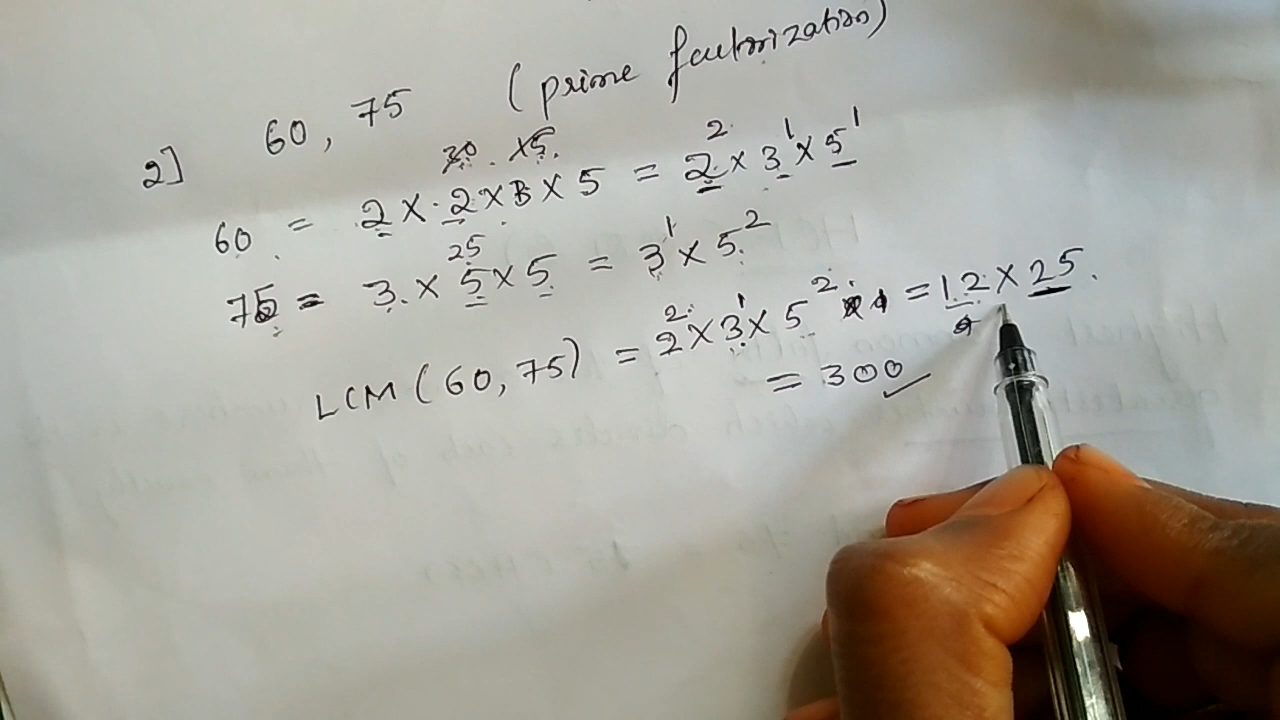 2] 60, 75 (prime factorization)
30 . x5.
60 = 2 x 2 x 3 x 5 = 2² x 3¹ x 5¹
25
75 = 3 x 5 x 5 = 3¹ x 5²
LCM (60, 75) = 2² x 3¹ x 5² = 12 x 25.
= 300 ✓